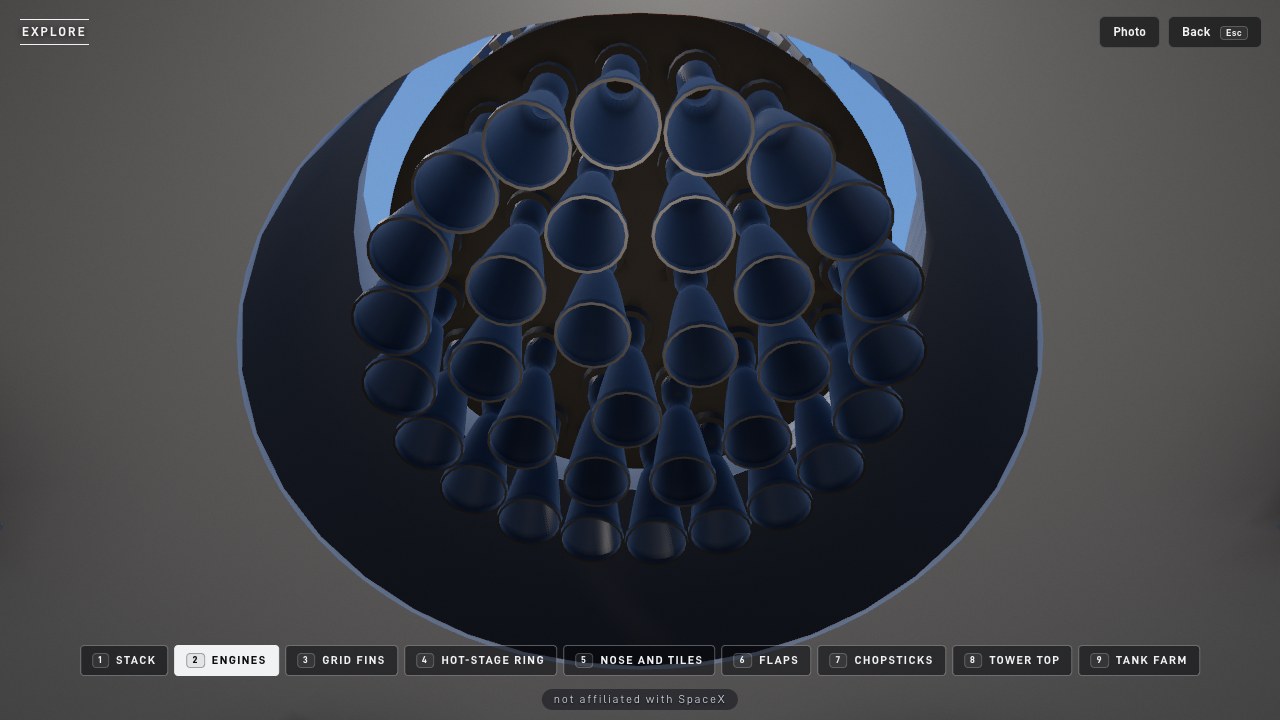 EXPLORE
Photo
Back Esc
1 STACK
2 ENGINES
3 GRID FINS
4 HOT-STAGE RING
5 NOSE AND TILES
6 FLAPS
7 CHOPSTICKS
8 TOWER TOP
9 TANK FARM
not affiliated with SpaceX